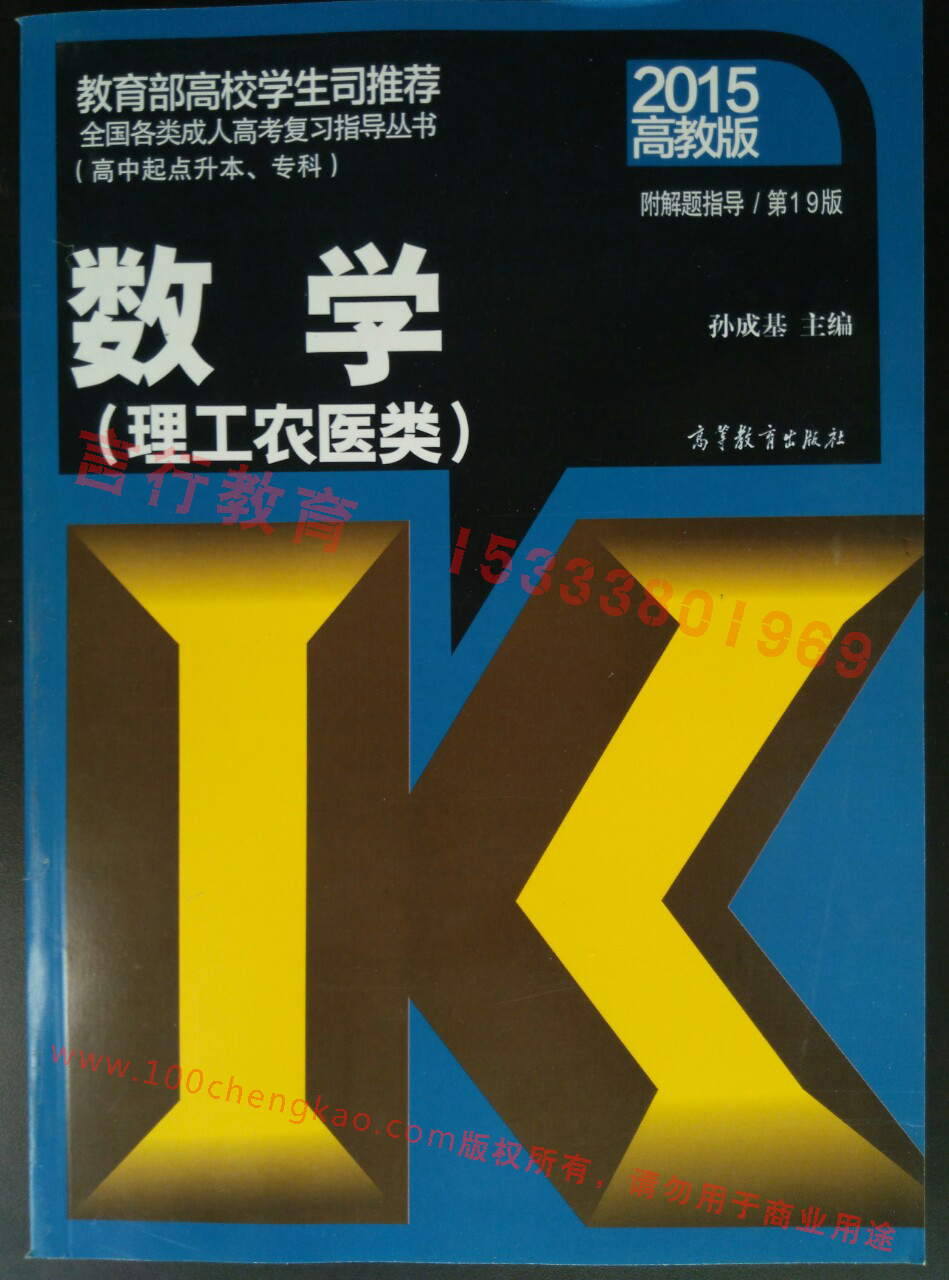 教育部高校学生司推荐
全国各类成人高考复习指导丛书
（高中起点升本、专科）
2015
高教版
附解题指导 / 第19版
数学
孙成基 主编
（理工农医类）
高等教育出版社
言行教育 15333801969
www.100chengkao.com版权所有，请勿用于商业用途